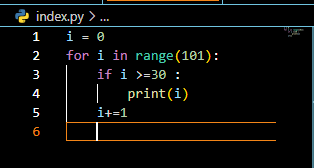 index.py > ...
1 i = 0
2 for i in range(101):
3     if i >=30 :
4         print(i)
5     i+=1
6